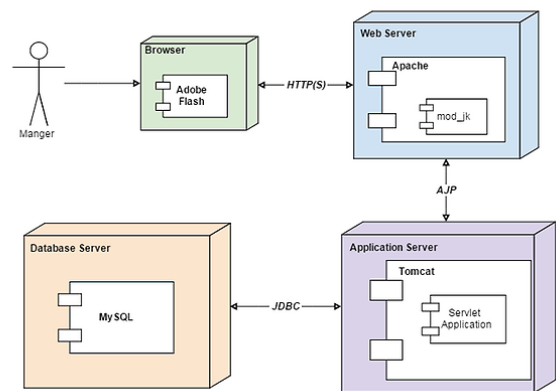 Browser
Adobe
Flash
Manger
HTTP(S)
Web Server
Apache
mod_jk
AJP
Database Server
MySQL
JDBC
Application Server
Tomcat
Servlet
Application